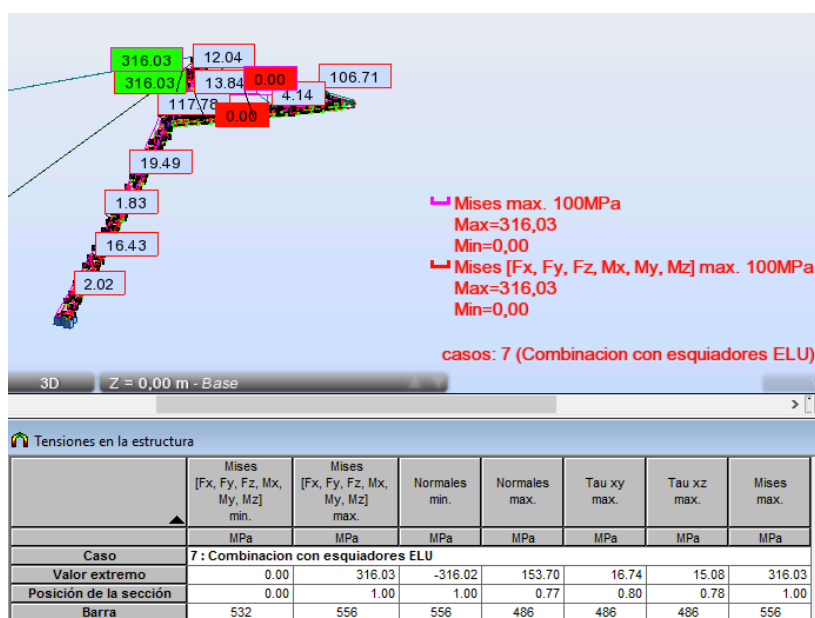 316.03
12.04
316.03
13.84
0.00
106.71
117.78
4.14
0.00
19.49
1.83
16.43
2.02
Mises max. 100MPa
Max=316,03
Min=0,00
Mises [Fx, Fy, Fz, Mx, My, Mz] max. 100MPa
Max=316,03
Min=0,00
casos: 7 (Combinacion con esquiadores ELU)
3D Z = 0,00 m - Base
Tensiones en la estructura
Mises [Fx, Fy, Fz, Mx, My, Mz] min. Mises [Fx, Fy, Fz, Mx, My, Mz] max. Normales min. Normales max. Tau xy max. Tau xz max. Mises max.
MPa MPa MPa MPa MPa MPa MPa
Caso 7 : Combinacion con esquiadores ELU
Valor extremo 0.00 316.03 -316.02 153.70 16.74 15.08 316.03
Posición de la sección 0.00 1.00 1.00 0.77 0.80 0.78 1.00
Barra 532 556 556 486 486 486 556